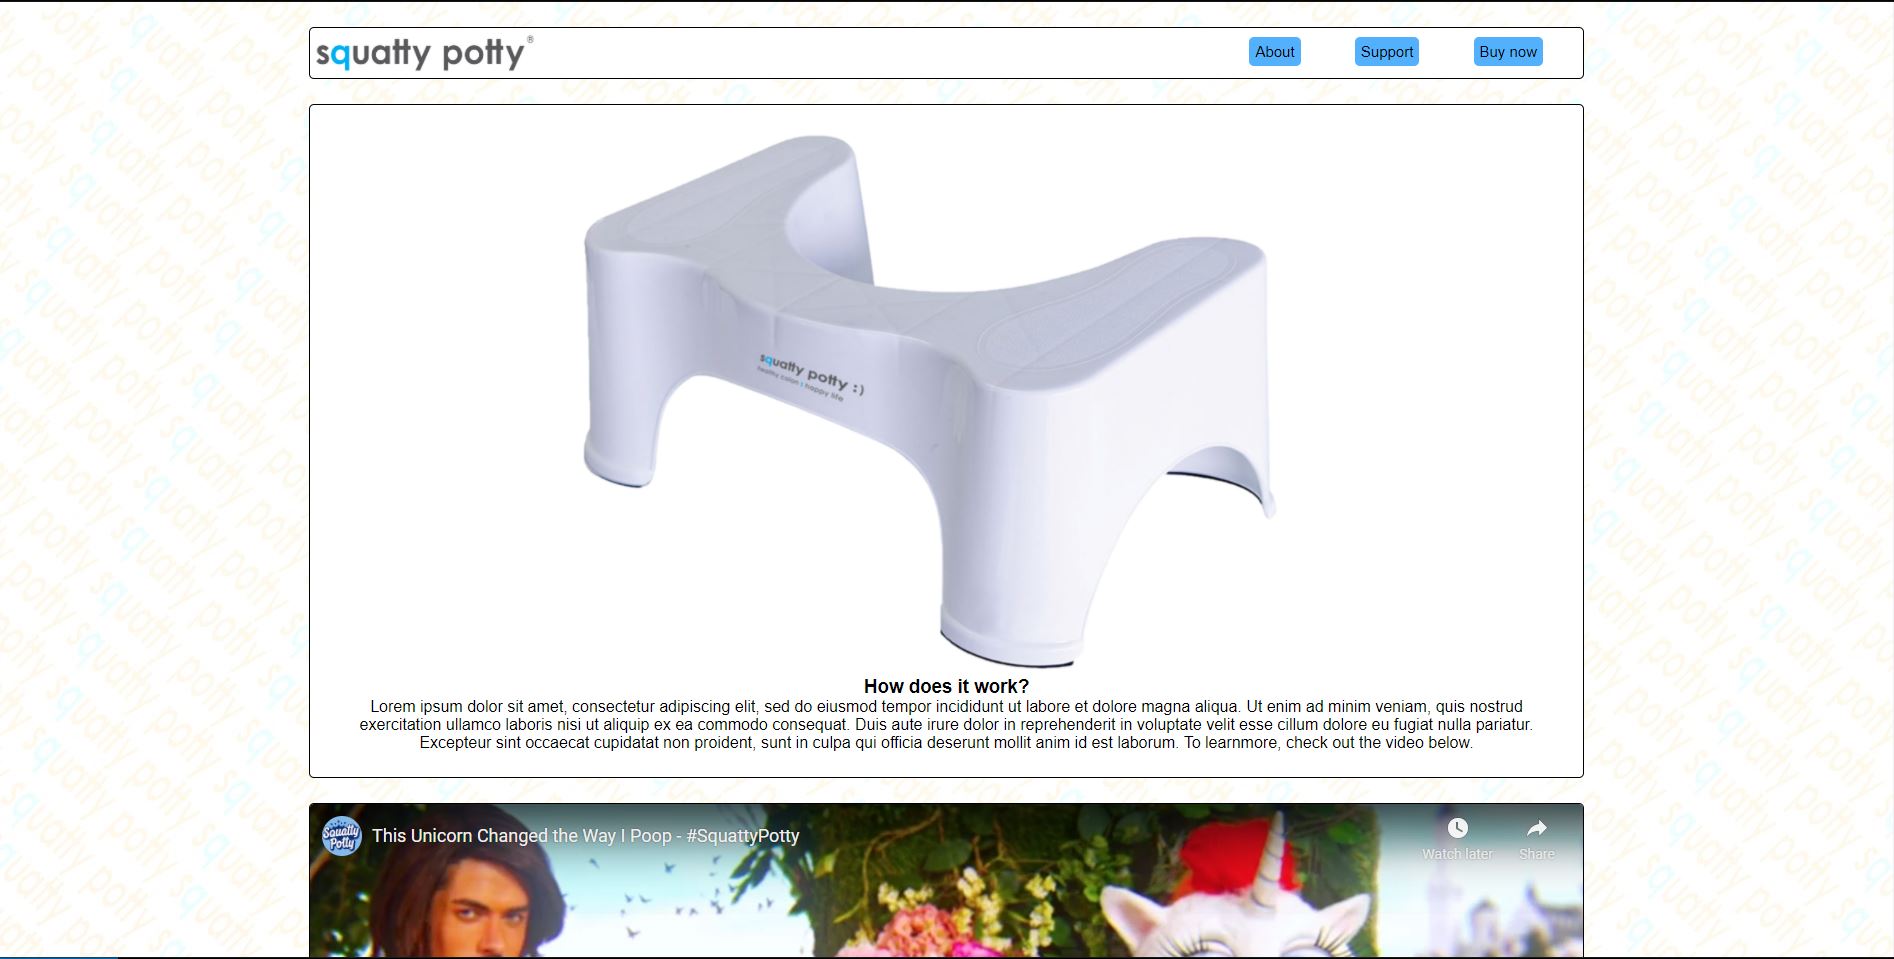 squatty potty®
About
Support
Buy now
squatty potty :)
healthy colon : happy life
How does it work?
Lorem ipsum dolor sit amet, consectetur adipiscing elit, sed do eiusmod tempor incididunt ut labore et dolore magna aliqua. Ut enim ad minim veniam, quis nostrud
exercitation ullamco laboris nisi ut aliquip ex ea commodo consequat. Duis aute irure dolor in reprehenderit in voluptate velit esse cillum dolore eu fugiat nulla pariatur.
Excepteur sint occaecat cupidatat non proident, sunt in culpa qui officia deserunt mollit anim id est laborum. To learnmore, check out the video below.
Squatty
Potty
This Unicorn Changed the Way I Poop - #SquattyPotty
Watch later
Share